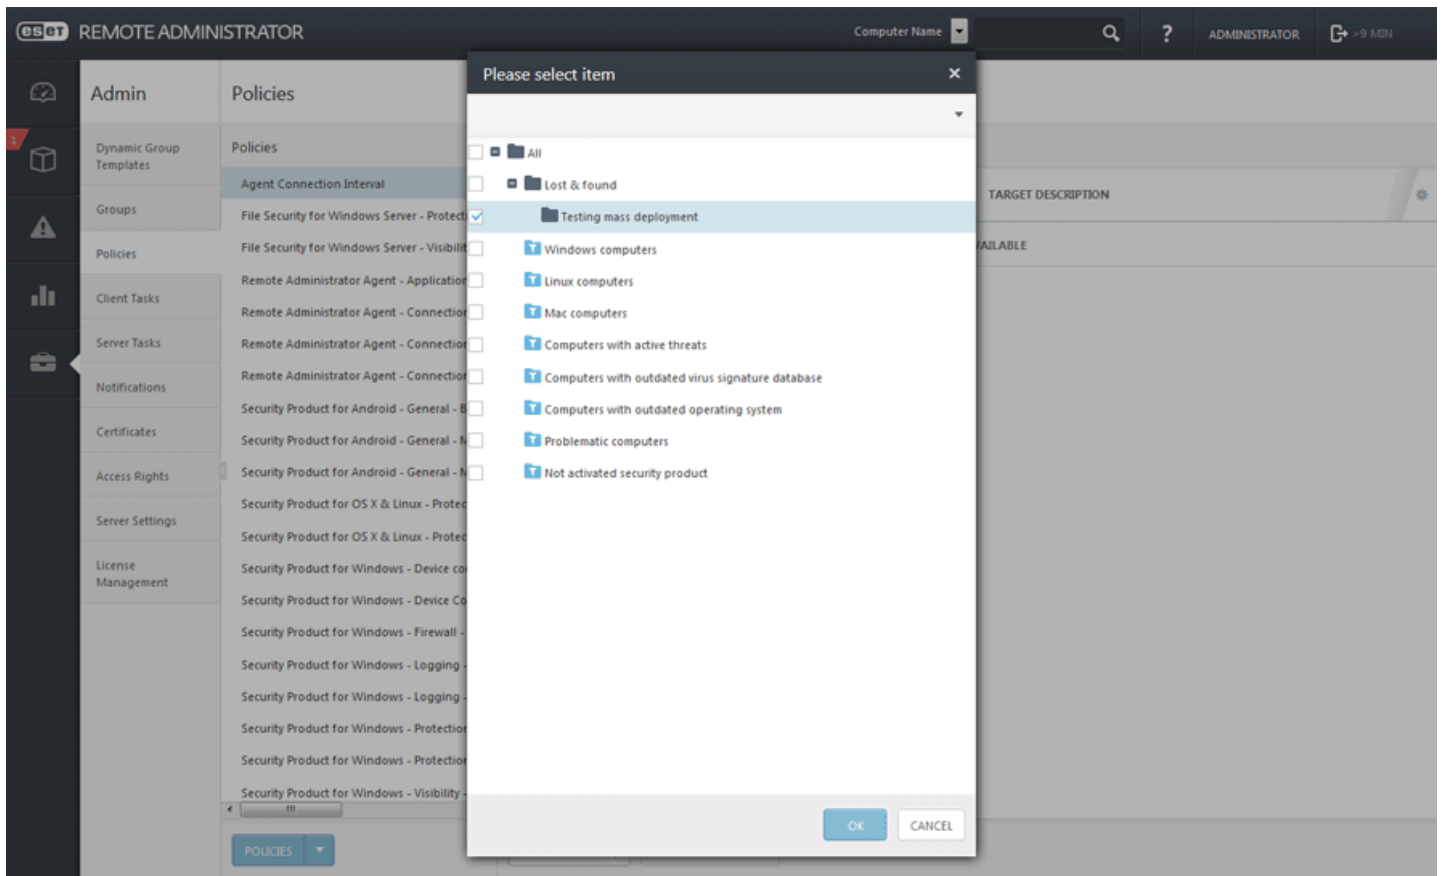 eseT REMOTE ADMINISTRATOR
Computer Name
?
ADMINISTRATOR
>9 MIN
1
Admin
Dynamic Group
Templates
Groups
Policies
Client Tasks
Server Tasks
Notifications
Certificates
Access Rights
Server Settings
License
Management
Policies
Policies
Agent Connection Interval
File Security for Windows Server - Protecti
File Security for Windows Server - Visibilit
Remote Administrator Agent - Application
Remote Administrator Agent - Connection
Remote Administrator Agent - Connection
Remote Administrator Agent - Connection
Security Product for Android - General - B
Security Product for Android - General - M
Security Product for Android - General - M
Security Product for OS X & Linux - Protec
Security Product for OS X & Linux - Protec
Security Product for Windows - Device co
Security Product for Windows - Device Co
Security Product for Windows - Firewall -
Security Product for Windows - Logging -
Security Product for Windows - Logging -
Security Product for Windows - Protection
Security Product for Windows - Protection
Security Product for Windows - Visibility -
POLICIES
Please select item
All
Lost & found
Testing mass deployment
Windows computers
Linux computers
Mac computers
Computers with active threats
Computers with outdated virus signature database
Computers with outdated operating system
Problematic computers
Not activated security product
OK
CANCEL
TARGET DESCRIPTION
AILABLE